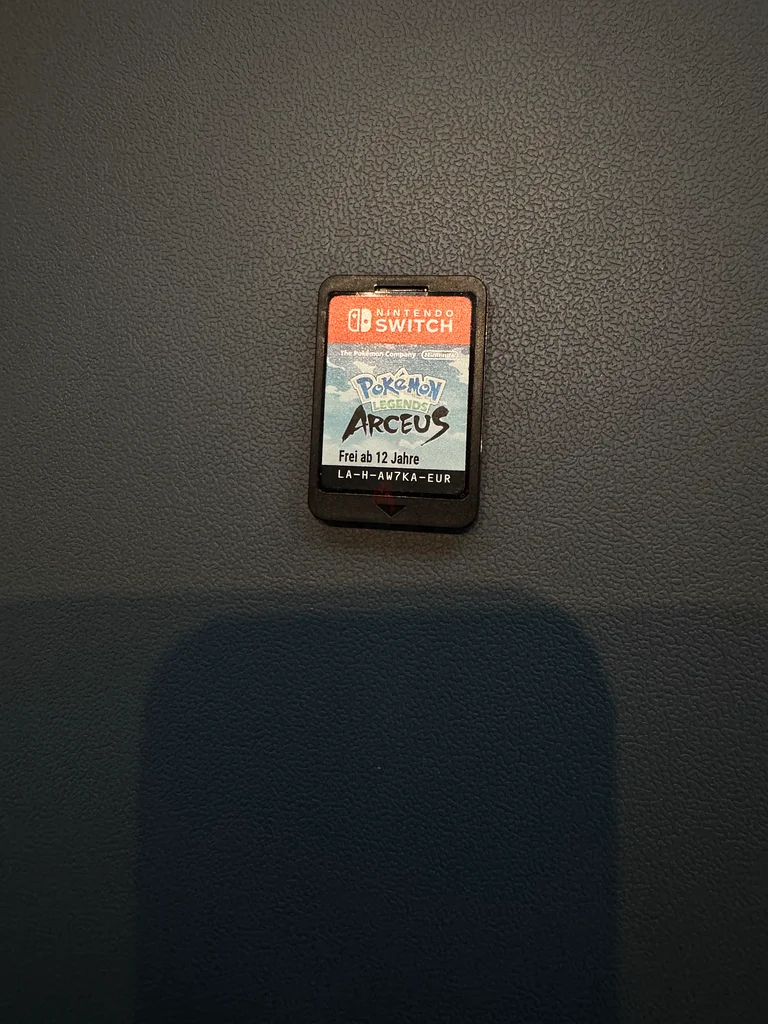 NINTENDO
SWITCH
The Pokémon Company Nintendo
POKéMON
LEGENDS
ARCEUS
Frei ab 12 Jahre
LA-H-AW7KA-EUR